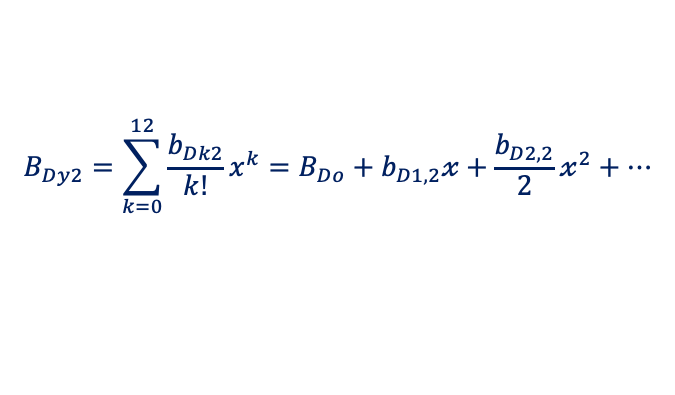 $B_{Dy2} = \sum_{k=0}^{12} \frac{b_{Dk2}}{k!} x^k = B_{Do} + b_{D1,2}x + \frac{b_{D2,2}}{2} x^2 + \cdots$